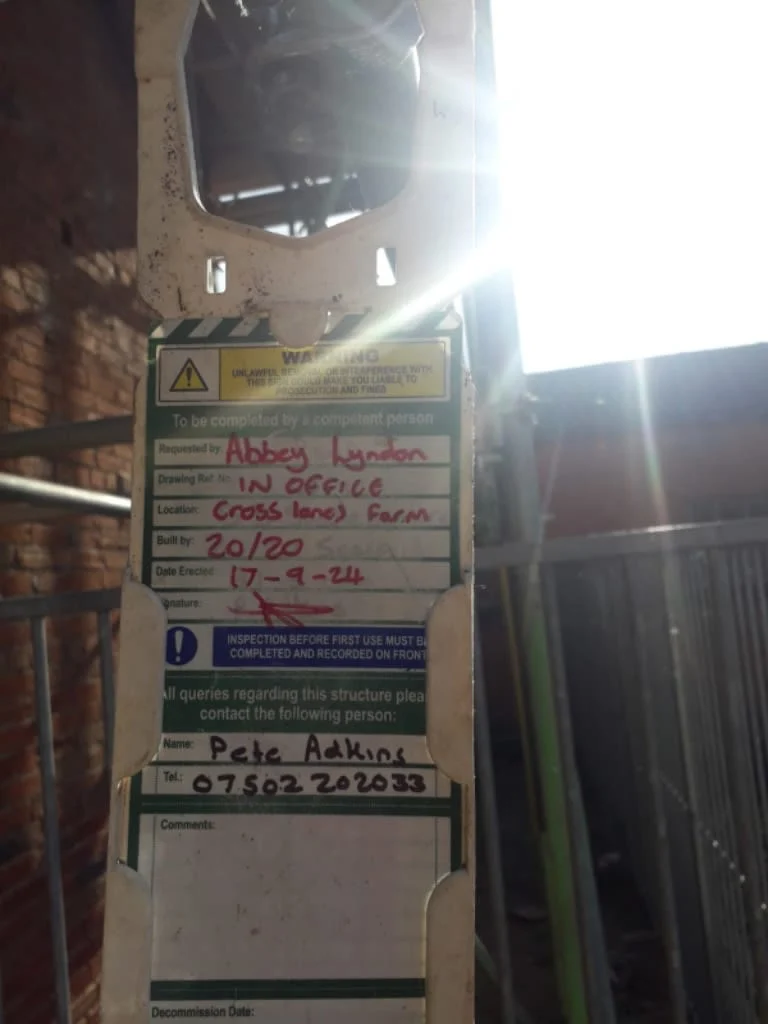 WARNING
UNLAWFUL REMOVAL OR INTERFERENCE WITH
THIS SIGN COULD MAKE YOU LIABLE TO
PROSECUTION AND FINES
To be completed by a competent person
Requested by: Abbey Lyndon
Drawing Ref. No: IN OFFICE
Location: Cross lanes Farm
Built by: 20/20
Date Erected: 17-9-24
ignature:
INSPECTION BEFORE FIRST USE MUST B
COMPLETED AND RECORDED ON FRONT
All queries regarding this structure plea
contact the following person:
Name: Pete Adkins
Tel.: 07502 202033
Comments:
Decommission Date: